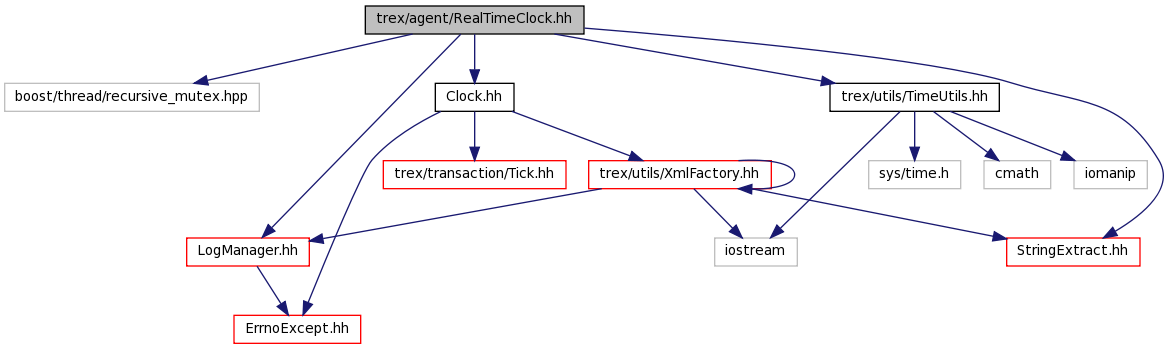 trex/agent/RealTimeClock.hh
boost/thread/recursive_mutex.hpp
Clock.hh
trex/utils/TimeUtils.hh
trex/transaction/Tick.hh
trex/utils/XmlFactory.hh
sys/time.h
cmath
iomanip
LogManager.hh
iostream
StringExtract.hh
ErrnoExcept.hh